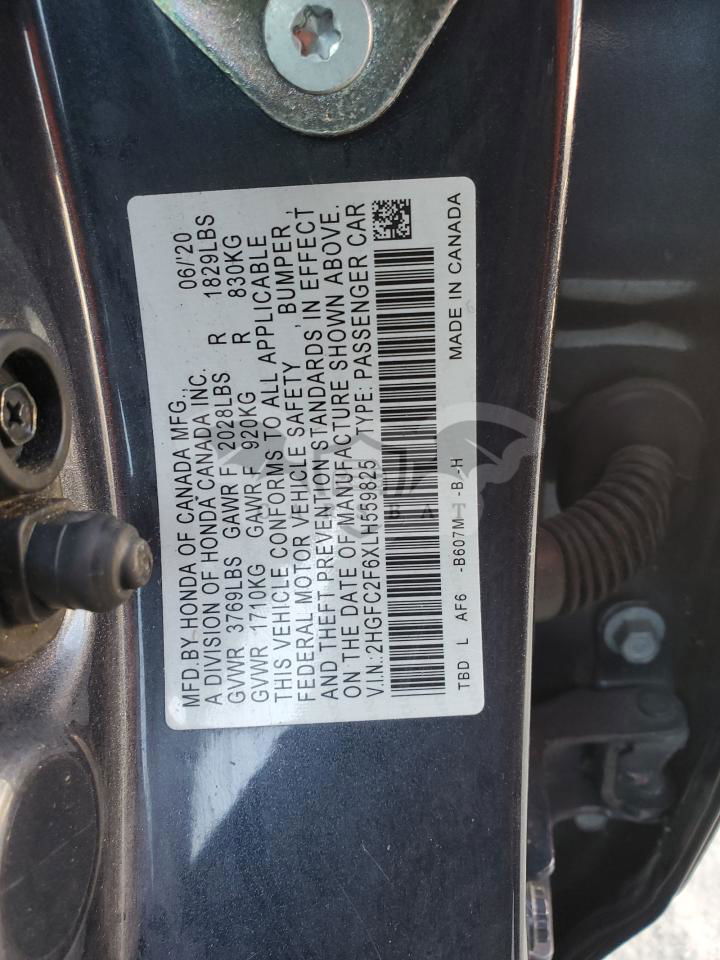 MFD.BY HONDA OF CANADA MFG., 06/'20
A DIVISION OF HONDA CANADA INC.
GVWR 3769LBS GAWR F 2028LBS R 1829LBS
GVWR 1710KG GAWR F 920KG R 830KG
THIS VEHICLE CONFORMS TO ALL APPLICABLE
FEDERAL MOTOR VEHICLE SAFETY , BUMPER ,
AND THEFT PREVENTION STANDARDS IN EFFECT
ON THE DATE OF MANUFACTURE SHOWN ABOVE.
V.I.N.: 2HGFC2F6XLH559825 TYPE: PASSENGER CAR
TBD L AF6 -B607M -B -H MADE IN CANADA